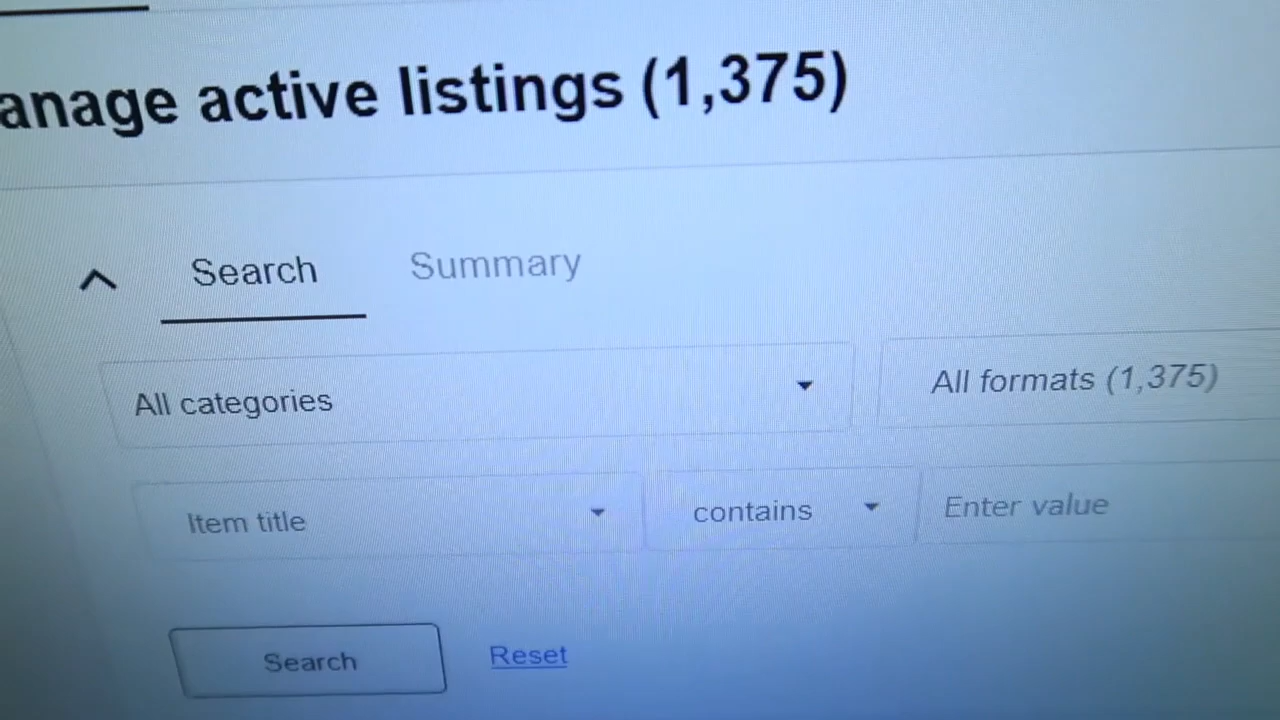 anage active listings (1,375)
Search Summary
All categories All formats (1,375)
Item title contains Enter value
Search Reset